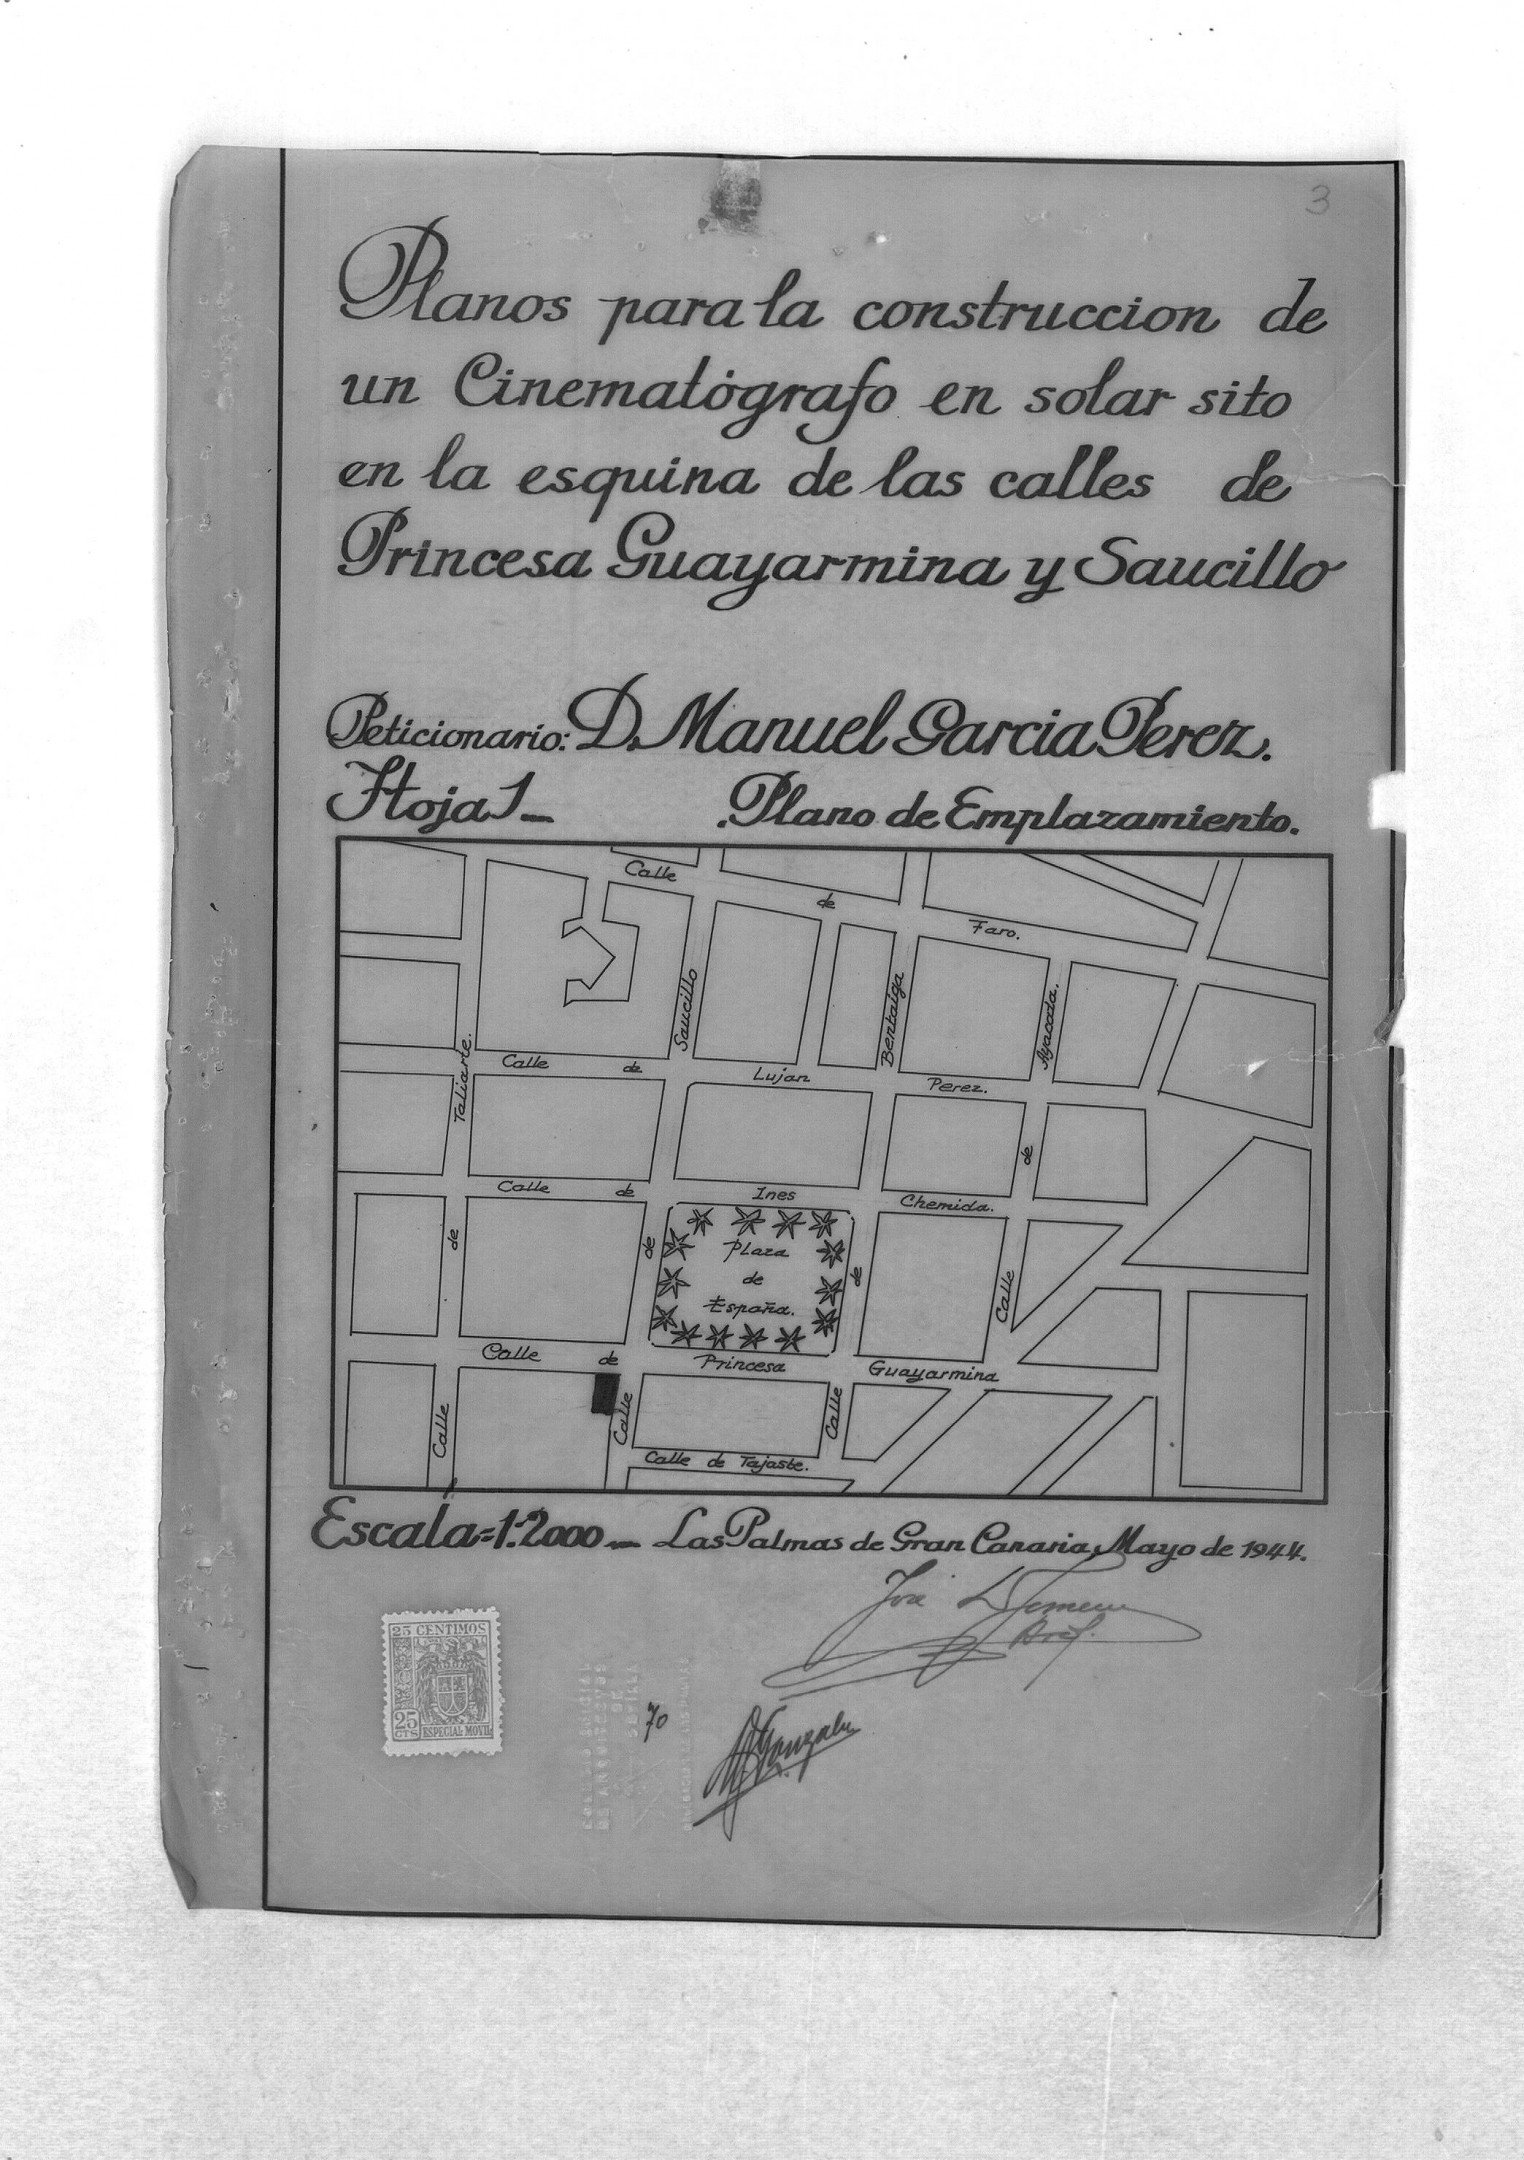 3
Planos para la construccion de
un Cinematógrafo en solar sito
en la esquina de las calles de
Princesa Guayarmina y Saucillo
Peticionario: D. Manuel Garcia Perez.
Hoja 1
Plano de Emplazamiento.
Calle de Faro.
Calle de Saucillo
Calle de Bentaiga
Calle de Ayacada.
Calle de Taliarte.
Calle de Lujan Perez.
Calle de Ines Chemida.
Plaza
de
España.
Calle de Princesa Guayarmina
Calle de Tajaste.
Escala=1:2000 Las Palmas de Gran Canaria, Mayo de 1944.
José
25 CENTIMOS
25
CTS
ESPECIAL MOVIL
70